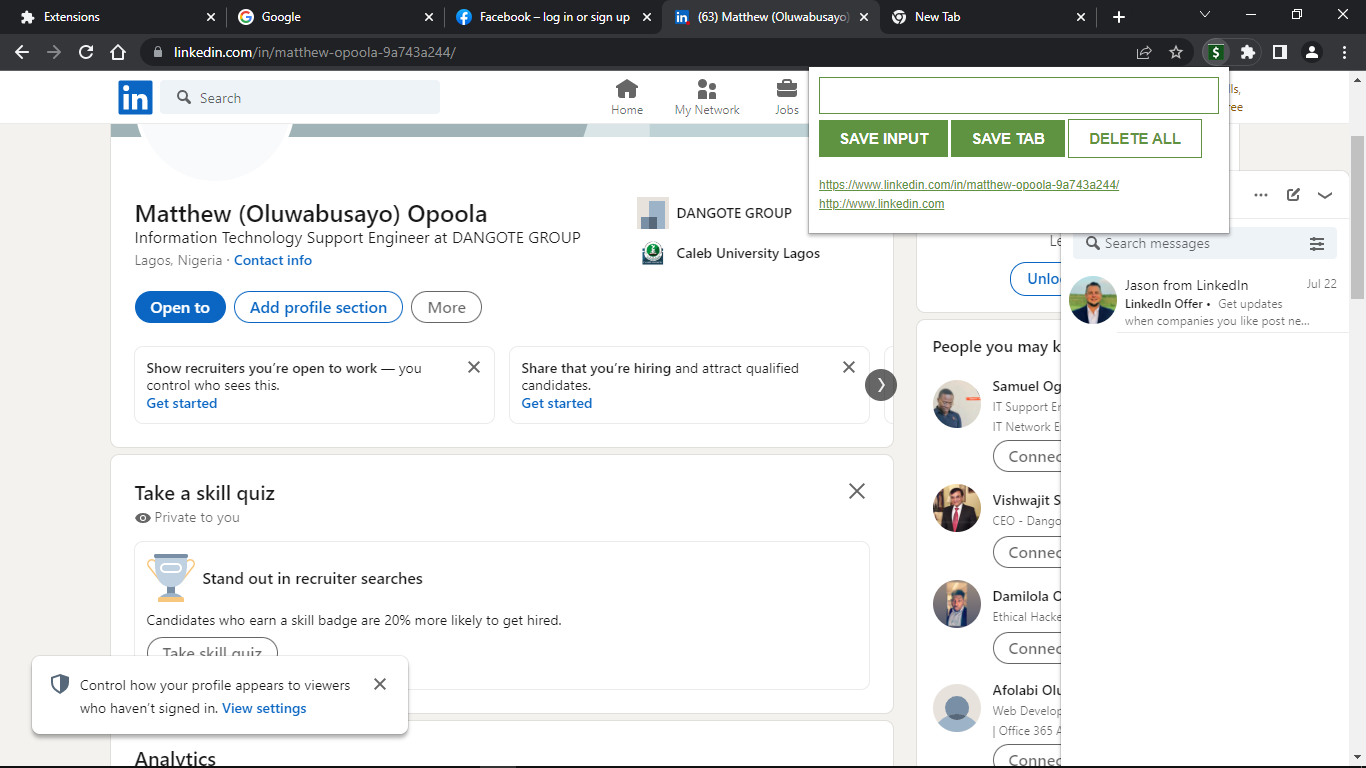 Extensions
Google
Facebook – log in or sign up
(63) Matthew (Oluwabusayo)
New Tab
linkedin.com/in/matthew-opoola-9a743a244/
in
Search
Home
My Network
Jobs
SAVE INPUT
SAVE TAB
DELETE ALL
https://www.linkedin.com/in/matthew-opoola-9a743a244/
http://www.linkedin.com
Matthew (Oluwabusayo) Opoola
Information Technology Support Engineer at DANGOTE GROUP
Lagos, Nigeria · Contact info
DANGOTE GROUP
Caleb University Lagos
Open to
Add profile section
More
Show recruiters you're open to work — you
control who sees this.
Get started
Share that you're hiring and attract qualified
candidates.
Get started
Take a skill quiz
Private to you
Stand out in recruiter searches
Candidates who earn a skill badge are 20% more likely to get hired.
Take skill quiz
Control how your profile appears to viewers
who haven't signed in. View settings
Analytics
Search messages
Jason from LinkedIn
Jul 22
LinkedIn Offer • Get updates
when companies you like post ne...
People you may k
Samuel Og
IT Support Er
IT Network E
Connec
Vishwajit S
CEO - Dango
Connec
Damilola O
Ethical Hacke
Connec
Afolabi Olu
Web Develop
| Office 365 A
Connec